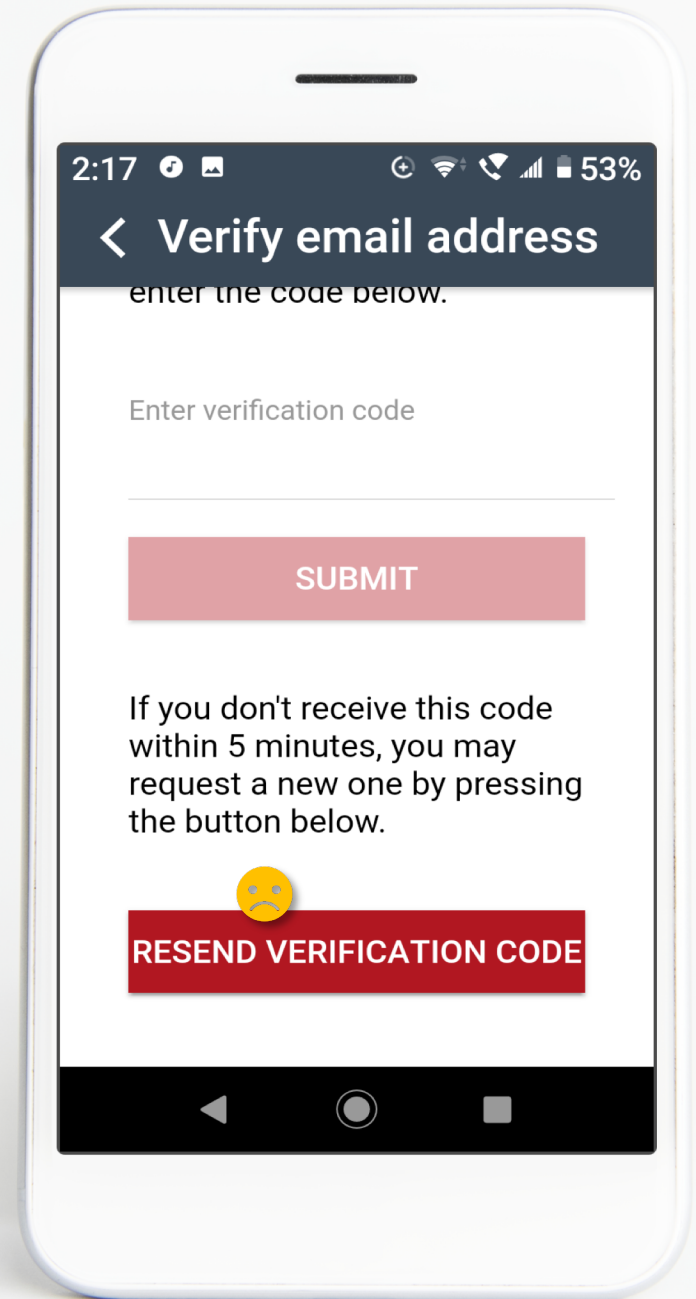 2:17
53%
Verify email address
enter the code below.
Enter verification code
SUBMIT
If you don't receive this code
within 5 minutes, you may
request a new one by pressing
the button below.
RESEND VERIFICATION CODE